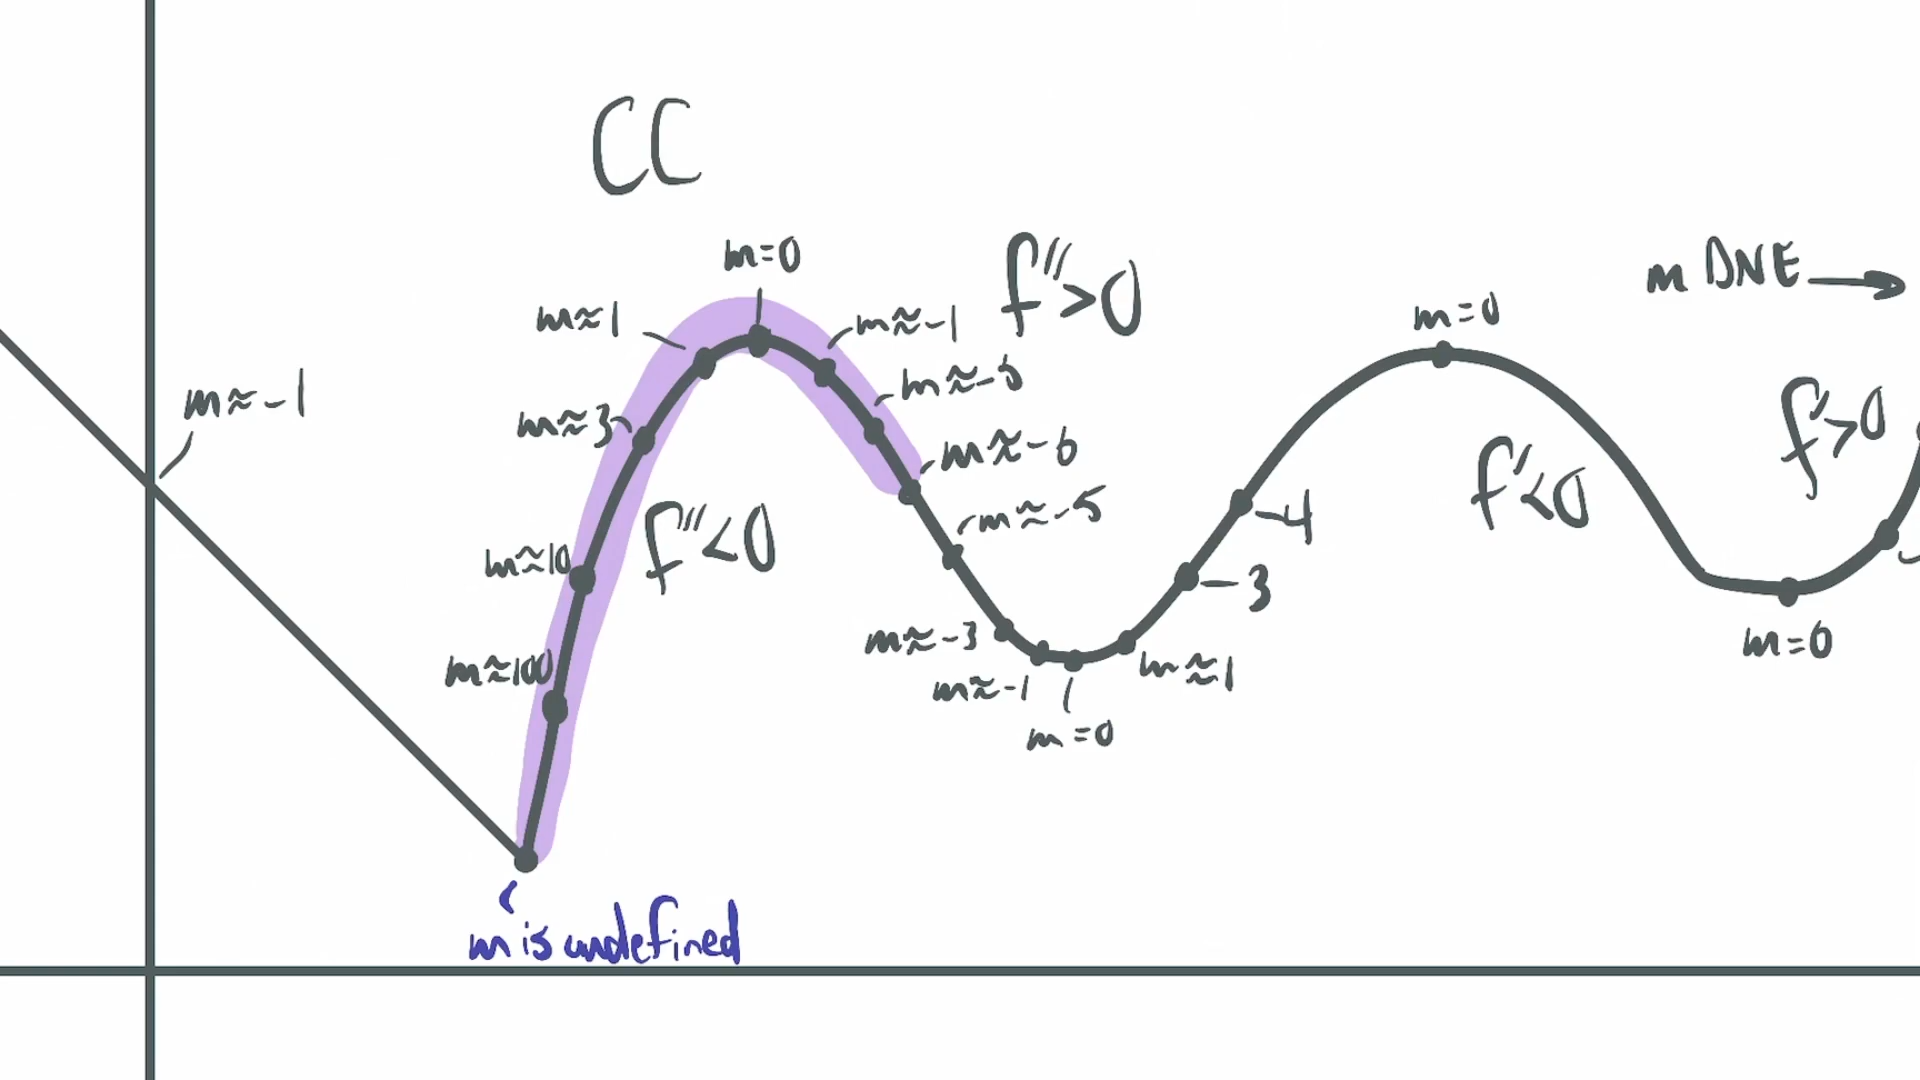 CC
m=0
f''>0
m DNE
m≈1
m≈-1
m=0
m≈-1
m≈3
m≈-6
f'>0
f'<0
m≈-5
-4
m≈10
f''<0
-3
m≈100
m≈-3
m≈-1
m=0
m≈1
m=0
m is undefined